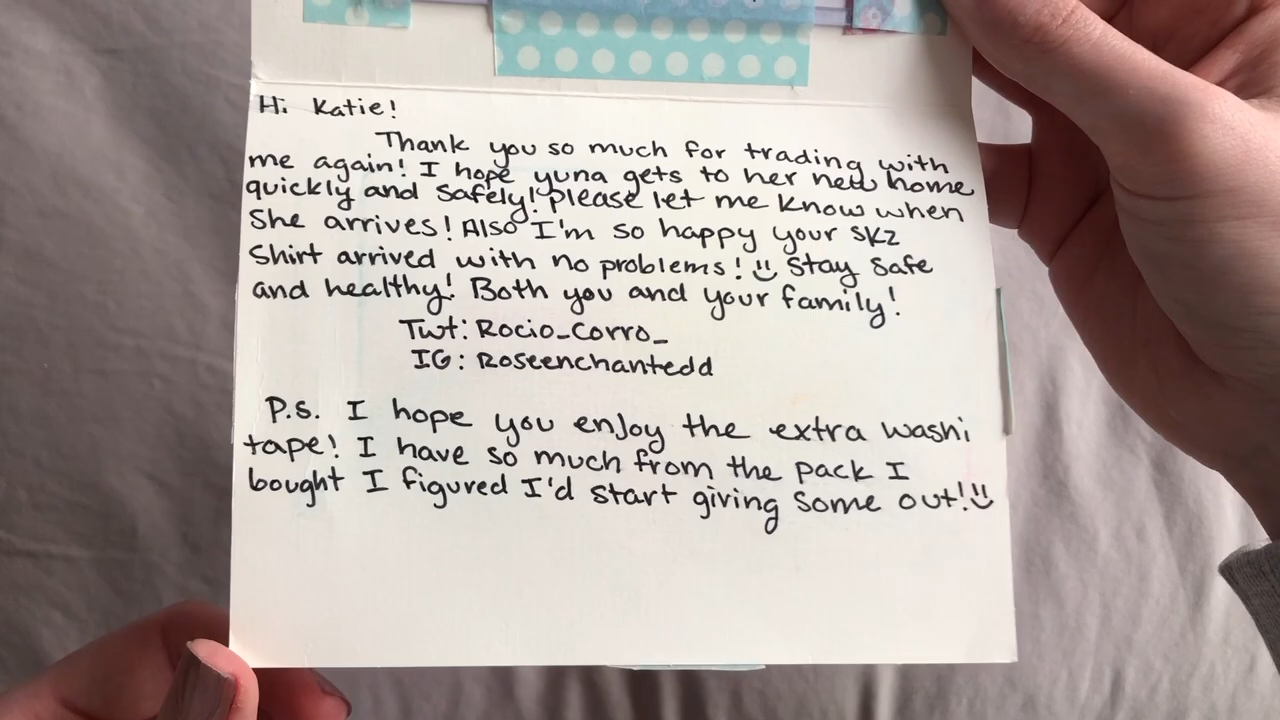 Hi Katie!
Thank you so much for trading with
me again! I hope yuna gets to her new home
quickly and safely! please let me know when
she arrives! Also I'm so happy your SKZ
shirt arrived with no problems! Stay safe
and healthy! Both you and your family!
Twt: Rocio_Corro_
IG: Roseenchantedd
P.s. I hope you enjoy the extra washi
tape! I have so much from the pack I
bought I figured I'd start giving some out!